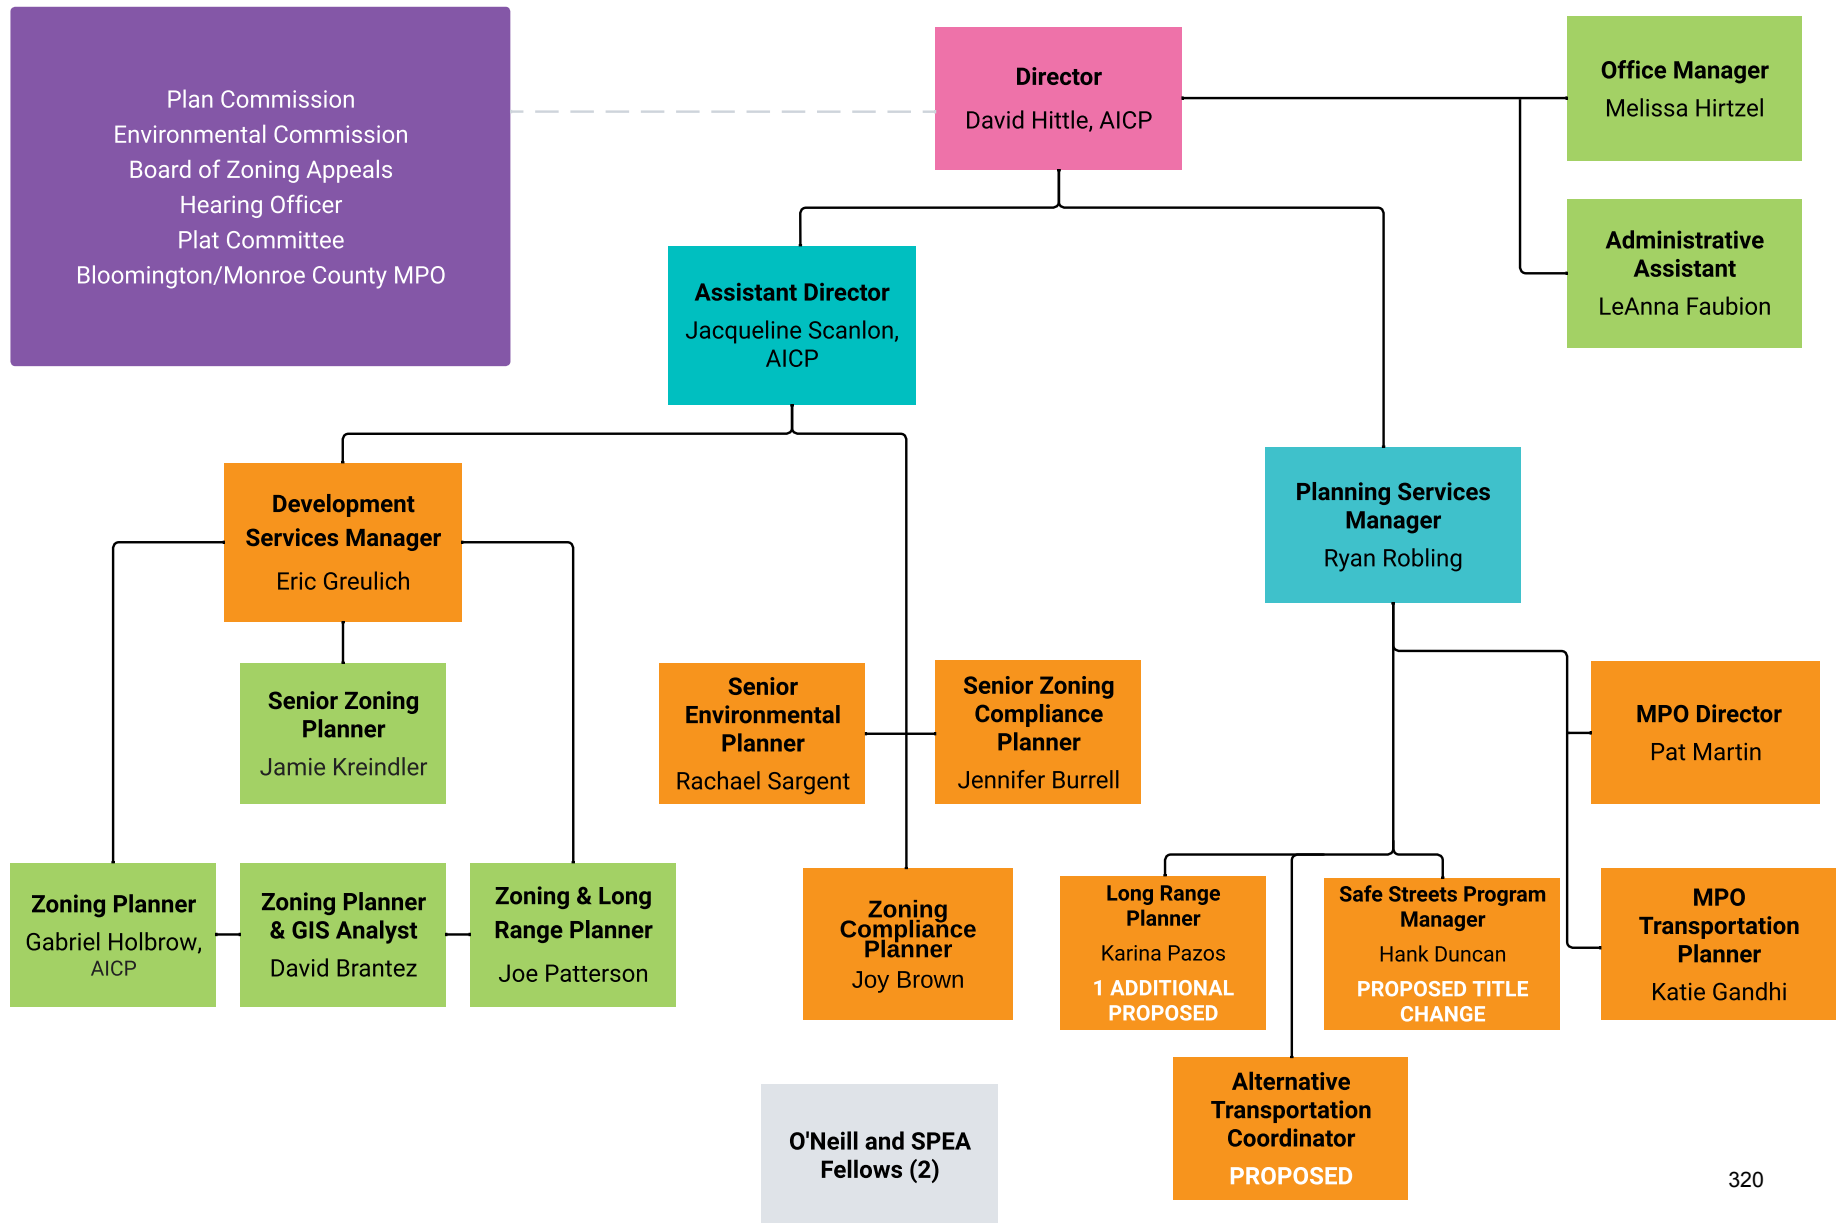 Plan Commission
Environmental Commission
Board of Zoning Appeals
Hearing Officer
Plat Committee
Bloomington/Monroe County MPO
Director
David Hittle, AICP
Office Manager
Melissa Hirtzel
Administrative
Assistant
LeAnna Faubion
Assistant Director
Jacqueline Scanlon,
AICP
Development
Services Manager
Eric Greulich
Planning Services
Manager
Ryan Robling
Senior Zoning
Planner
Jamie Kreindler
Senior
Environmental
Planner
Rachael Sargent
Senior Zoning
Compliance
Planner
Jennifer Burrell
MPO Director
Pat Martin
Zoning Planner
Gabriel Holbrow,
AICP
Zoning Planner
& GIS Analyst
David Brantez
Zoning & Long
Range Planner
Joe Patterson
Zoning
Compliance
Planner
Joy Brown
Long Range
Planner
Karina Pazos
1 ADDITIONAL
PROPOSED
Safe Streets Program
Manager
Hank Duncan
PROPOSED TITLE
CHANGE
MPO
Transportation
Planner
Katie Gandhi
Alternative
Transportation
Coordinator
PROPOSED
O'Neill and SPEA
Fellows (2)
320